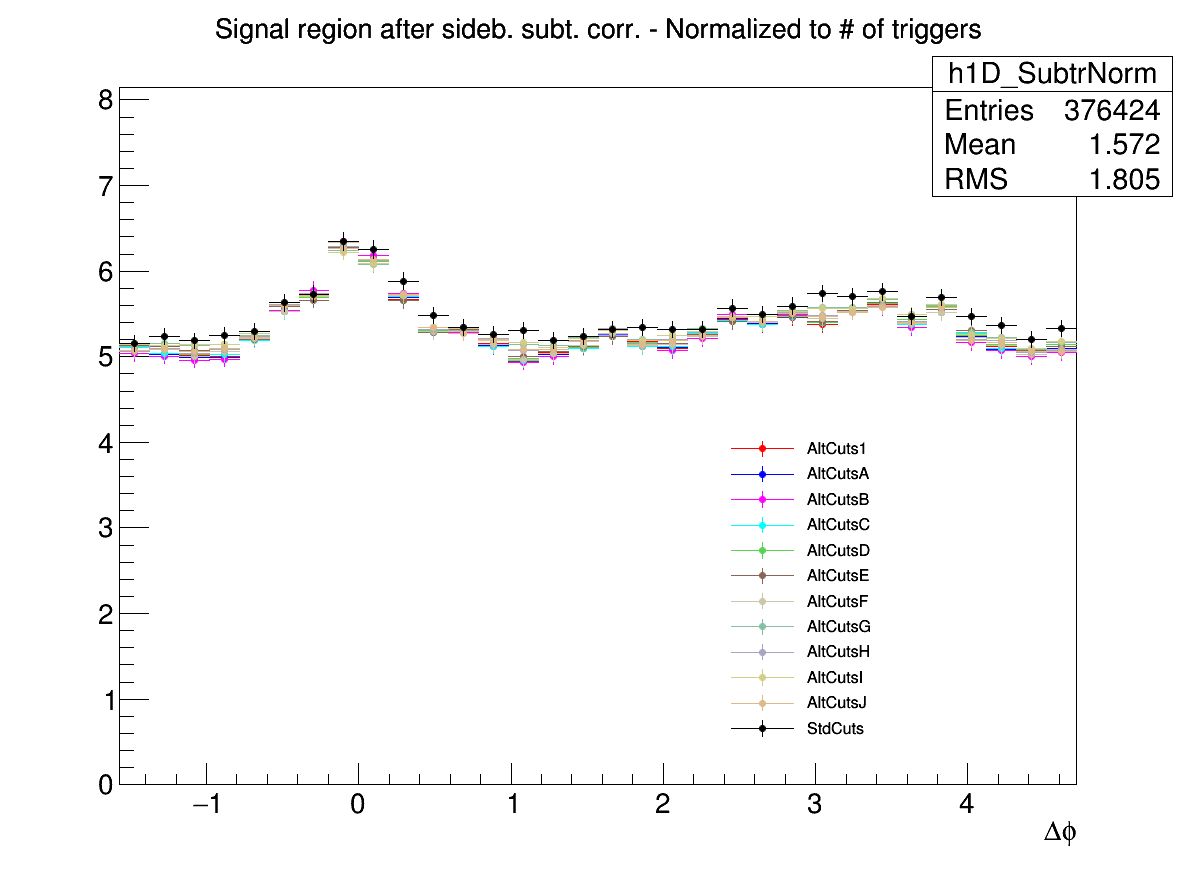 Signal region after sideb. subt. corr. - Normalized to # of triggers
h1D_SubtrNorm
Entries 376424
Mean 1.572
RMS 1.805
8
7
6
5
4
3
2
1
0
AltCuts1
AltCutsA
AltCutsB
AltCutsC
AltCutsD
AltCutsE
AltCutsF
AltCutsG
AltCutsH
AltCutsI
AltCutsJ
StdCuts
−1 0 1 2 3 4
Δϕ